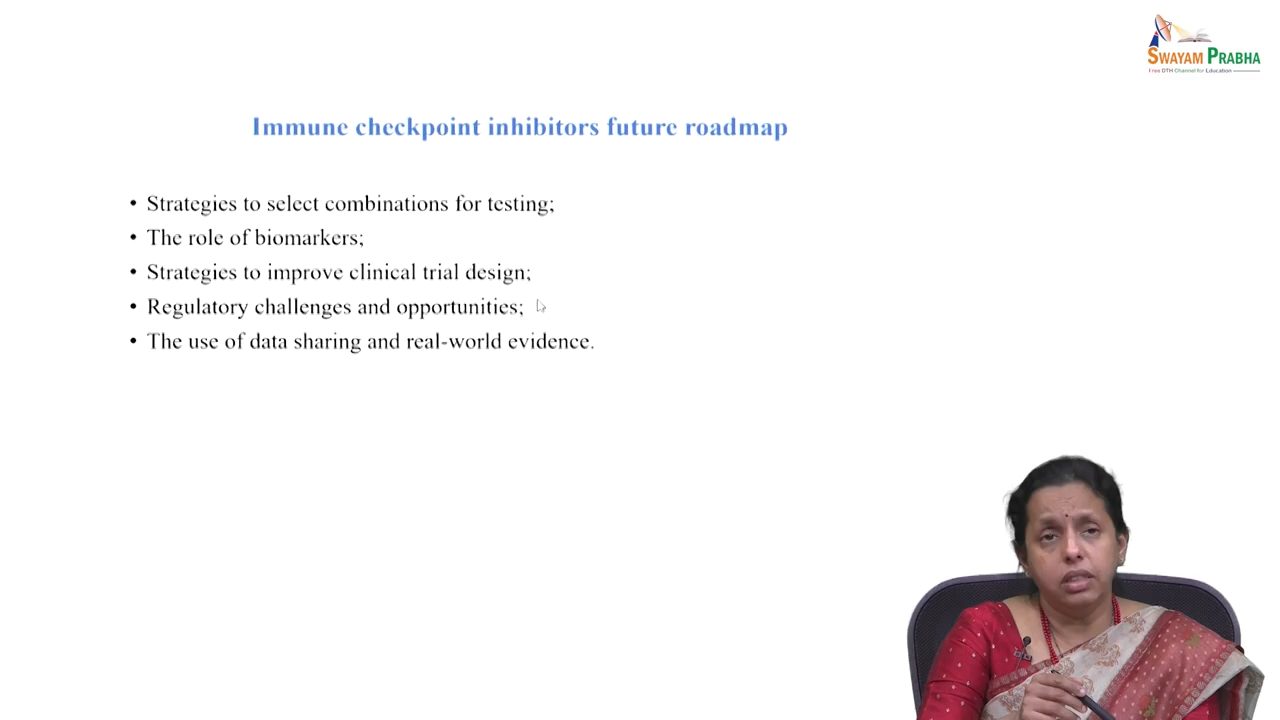 SWAYAM PRABHA
Free DTH Channel for Education
Immune checkpoint inhibitors future roadmap
• Strategies to select combinations for testing;
• The role of biomarkers;
• Strategies to improve clinical trial design;
• Regulatory challenges and opportunities;
• The use of data sharing and real-world evidence.